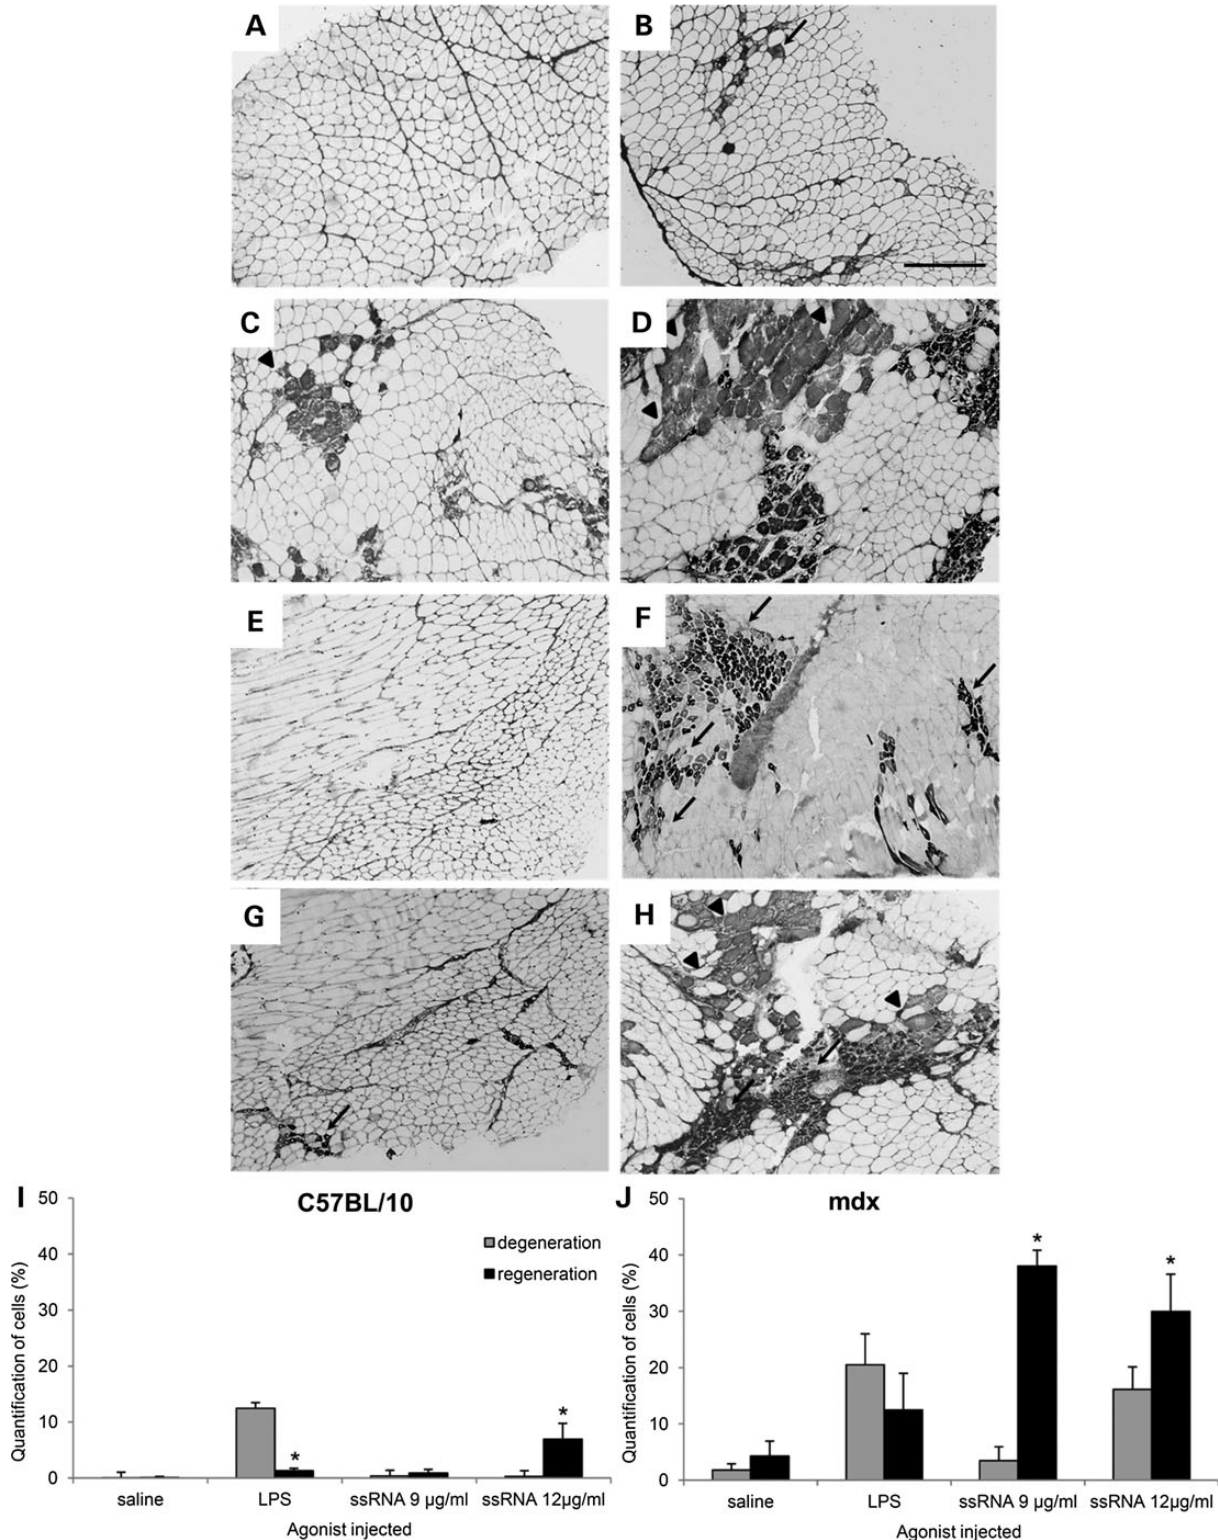 A
B
C
D
E
F
G
H
I
C57BL/10
Quantification of cells (%)
50
40
30
20
10
0
degeneration
regeneration
*
*
saline
LPS
ssRNA 9 µg/ml
ssRNA 12µg/ml
Agonist injected
J
mdx
Quantification of cells (%)
50
40
30
20
10
0
*
*
saline
LPS
ssRNA 9 µg/ml
ssRNA 12µg/ml
Agonist injected